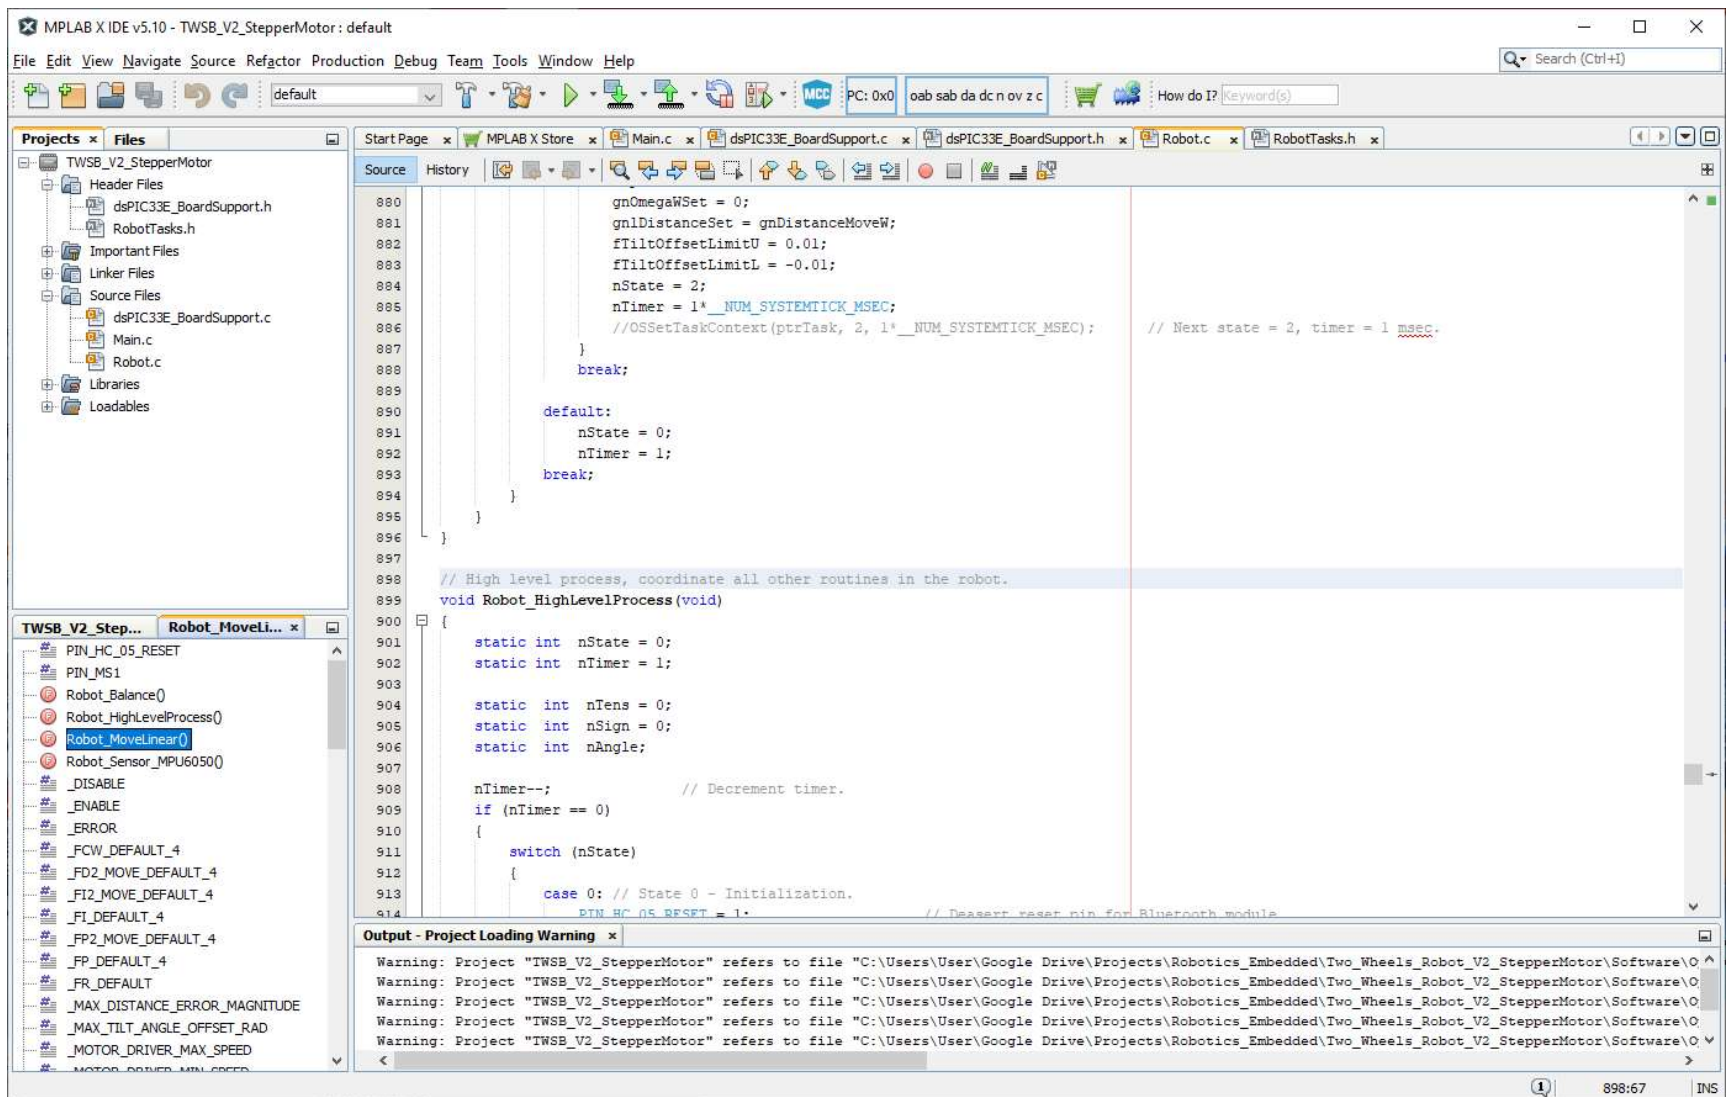 MPLAB X IDE v5.10 - TWSB_V2_StepperMotor : default
File Edit View Navigate Source Refactor Production Debug Team Tools Window Help
Search (Ctrl+I)
default
MCC
PC: 0x0
oab sab da dc n ov z c
How do I? Keyword(s)
Projects Files
TWSB_V2_StepperMotor
Header Files
dsPIC33E_BoardSupport.h
RobotTasks.h
Important Files
Linker Files
Source Files
dsPIC33E_BoardSupport.c
Main.c
Robot.c
Libraries
Loadables
TWSB_V2_Step... Robot_MoveLi...
PIN_HC_05_RESET
PIN_MS1
Robot_Balance()
Robot_HighLevelProcess()
Robot_MoveLinear()
Robot_Sensor_MPU6050()
_DISABLE
_ENABLE
_ERROR
_FCW_DEFAULT_4
_FD2_MOVE_DEFAULT_4
_FI2_MOVE_DEFAULT_4
_FI_DEFAULT_4
_FP2_MOVE_DEFAULT_4
_FP_DEFAULT_4
_FR_DEFAULT
_MAX_DISTANCE_ERROR_MAGNITUDE
_MAX_TILT_ANGLE_OFFSET_RAD
_MOTOR_DRIVER_MAX_SPEED
_MOTOR_DRIVER_MIN_SPEED
Start Page MPLAB X Store Main.c dsPIC33E_BoardSupport.c dsPIC33E_BoardSupport.h Robot.c RobotTasks.h
Source History
880 gnOmegaWSet = 0;
881 gnlDistanceSet = gnDistanceMoveW;
882 fTiltOffsetLimitU = 0.01;
883 fTiltOffsetLimitL = -0.01;
884 nState = 2;
885 nTimer = 1*__NUM_SYSTEMTICK_MSEC;
886 //OSSetTaskContext(ptrTask, 2, 1*__NUM_SYSTEMTICK_MSEC); // Next state = 2, timer = 1 msec.
887 }
888 break;
889
890 default:
891 nState = 0;
892 nTimer = 1;
893 break;
894 }
895 }
896 }
897
898 // High level process, coordinate all other routines in the robot.
899 void Robot_HighLevelProcess(void)
900 {
901 static int nState = 0;
902 static int nTimer = 1;
903
904 static int nTens = 0;
905 static int nSign = 0;
906 static int nAngle;
907
908 nTimer--; // Decrement timer.
909 if (nTimer == 0)
910 {
911 switch (nState)
912 {
913 case 0: // State 0 - Initialization.
914 PIN_HC_05_RESET = 1; // Deasert reset pin for Bluetooth module
Output - Project Loading Warning
Warning: Project "TWSB_V2_StepperMotor" refers to file "C:\Users\User\Google Drive\Projects\Robotics_Embedded\Two_Wheels_Robot_V2_StepperMotor\Software\O
Warning: Project "TWSB_V2_StepperMotor" refers to file "C:\Users\User\Google Drive\Projects\Robotics_Embedded\Two_Wheels_Robot_V2_StepperMotor\Software\O
Warning: Project "TWSB_V2_StepperMotor" refers to file "C:\Users\User\Google Drive\Projects\Robotics_Embedded\Two_Wheels_Robot_V2_StepperMotor\Software\O
Warning: Project "TWSB_V2_StepperMotor" refers to file "C:\Users\User\Google Drive\Projects\Robotics_Embedded\Two_Wheels_Robot_V2_StepperMotor\Software\O
Warning: Project "TWSB_V2_StepperMotor" refers to file "C:\Users\User\Google Drive\Projects\Robotics_Embedded\Two_Wheels_Robot_V2_StepperMotor\Software\O
1
898:67 INS